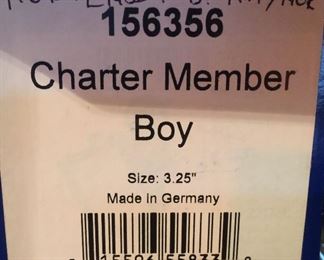 156356
Charter Member
Boy
Size: 3.25"
Made in Germany